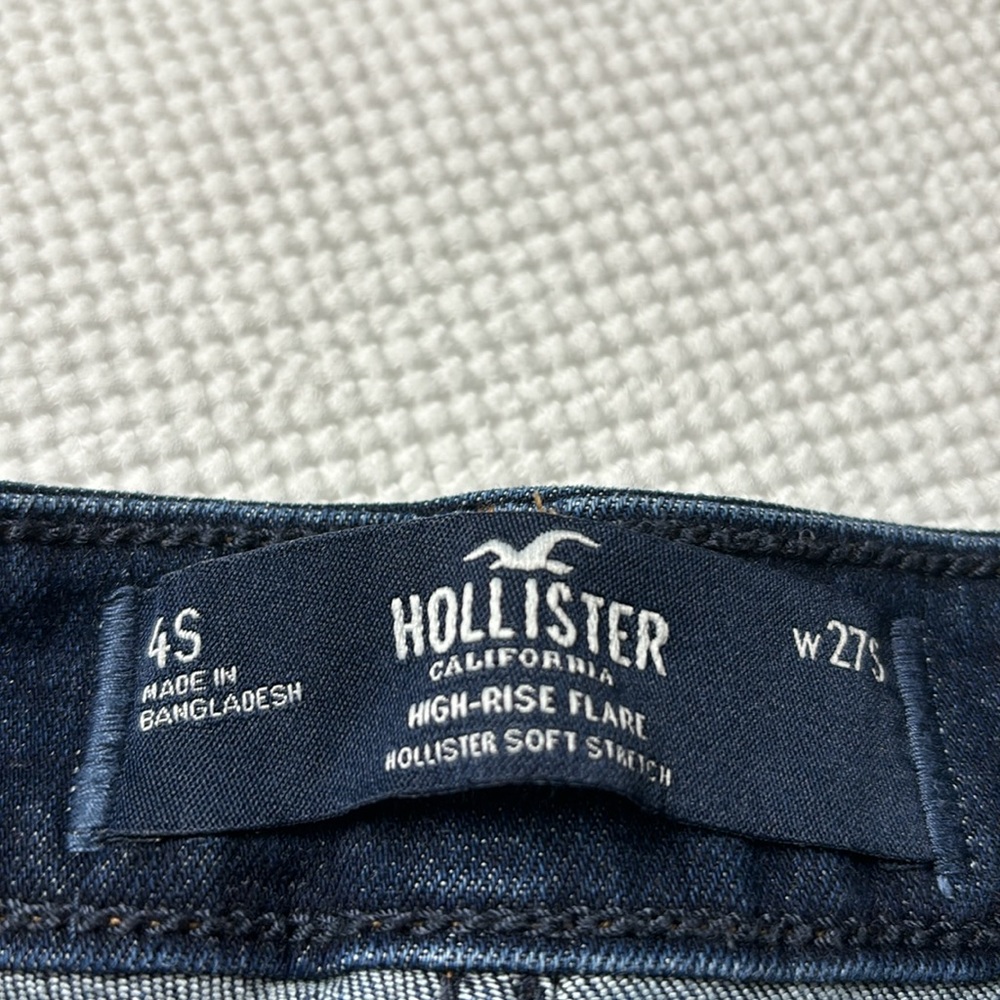 4S
MADE IN
BANGLADESH
HOLLISTER
CALIFORNIA
HIGH-RISE FLARE
HOLLISTER SOFT STRETCH
W27S